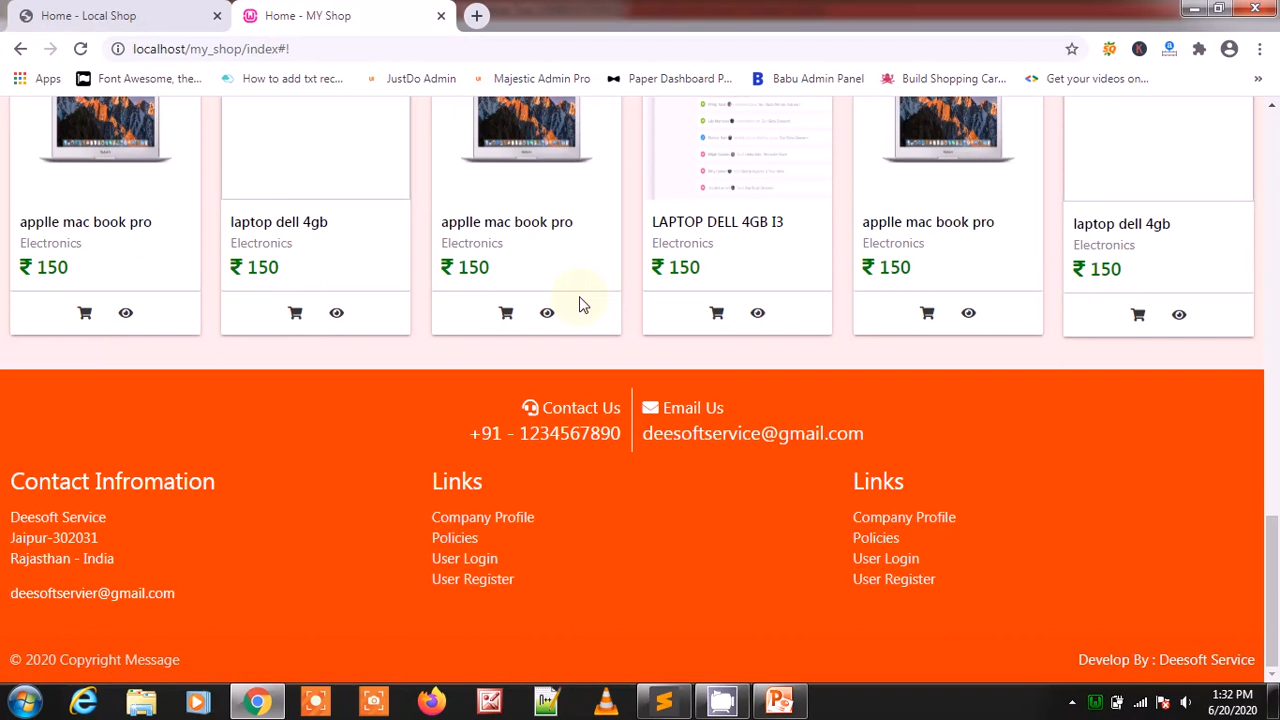 Home - Local Shop
Home - MY Shop
localhost/my_shop/index#!
Apps
Font Awesome, the...
How to add txt rec...
JustDo Admin
Majestic Admin Pro
Paper Dashboard P...
Babu Admin Panel
Build Shopping Car...
Get your videos on...
»
applle mac book pro
Electronics
₹ 150
laptop dell 4gb
Electronics
₹ 150
applle mac book pro
Electronics
₹ 150
LAPTOP DELL 4GB I3
Electronics
₹ 150
applle mac book pro
Electronics
₹ 150
laptop dell 4gb
Electronics
₹ 150
Contact Us
+91 - 1234567890
Email Us
deesoftservice@gmail.com
Contact Infromation
Deesoft Service
Jaipur-302031
Rajasthan - India
deesoftservier@gmail.com
Links
Company Profile
Policies
User Login
User Register
Links
Company Profile
Policies
User Login
User Register
© 2020 Copyright Message
Develop By : Deesoft Service
1:32 PM
6/20/2020